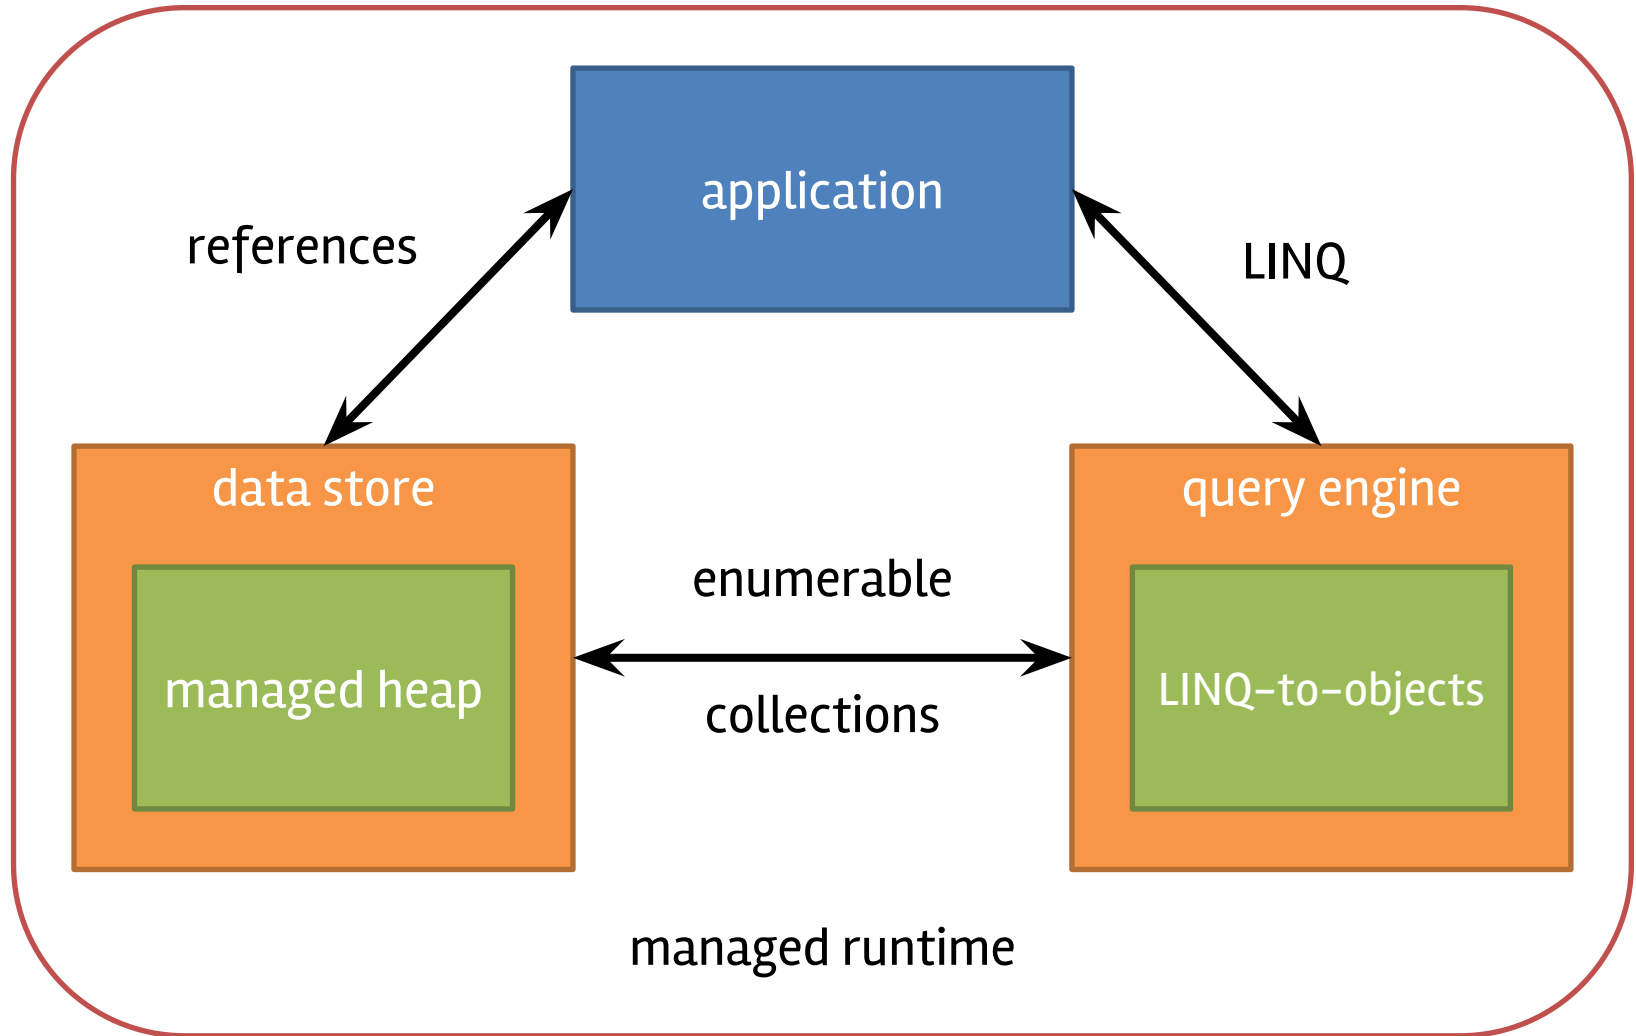 application
references
LINQ
data store
query engine
enumerable
managed heap
LINQ-to-objects
collections
managed runtime